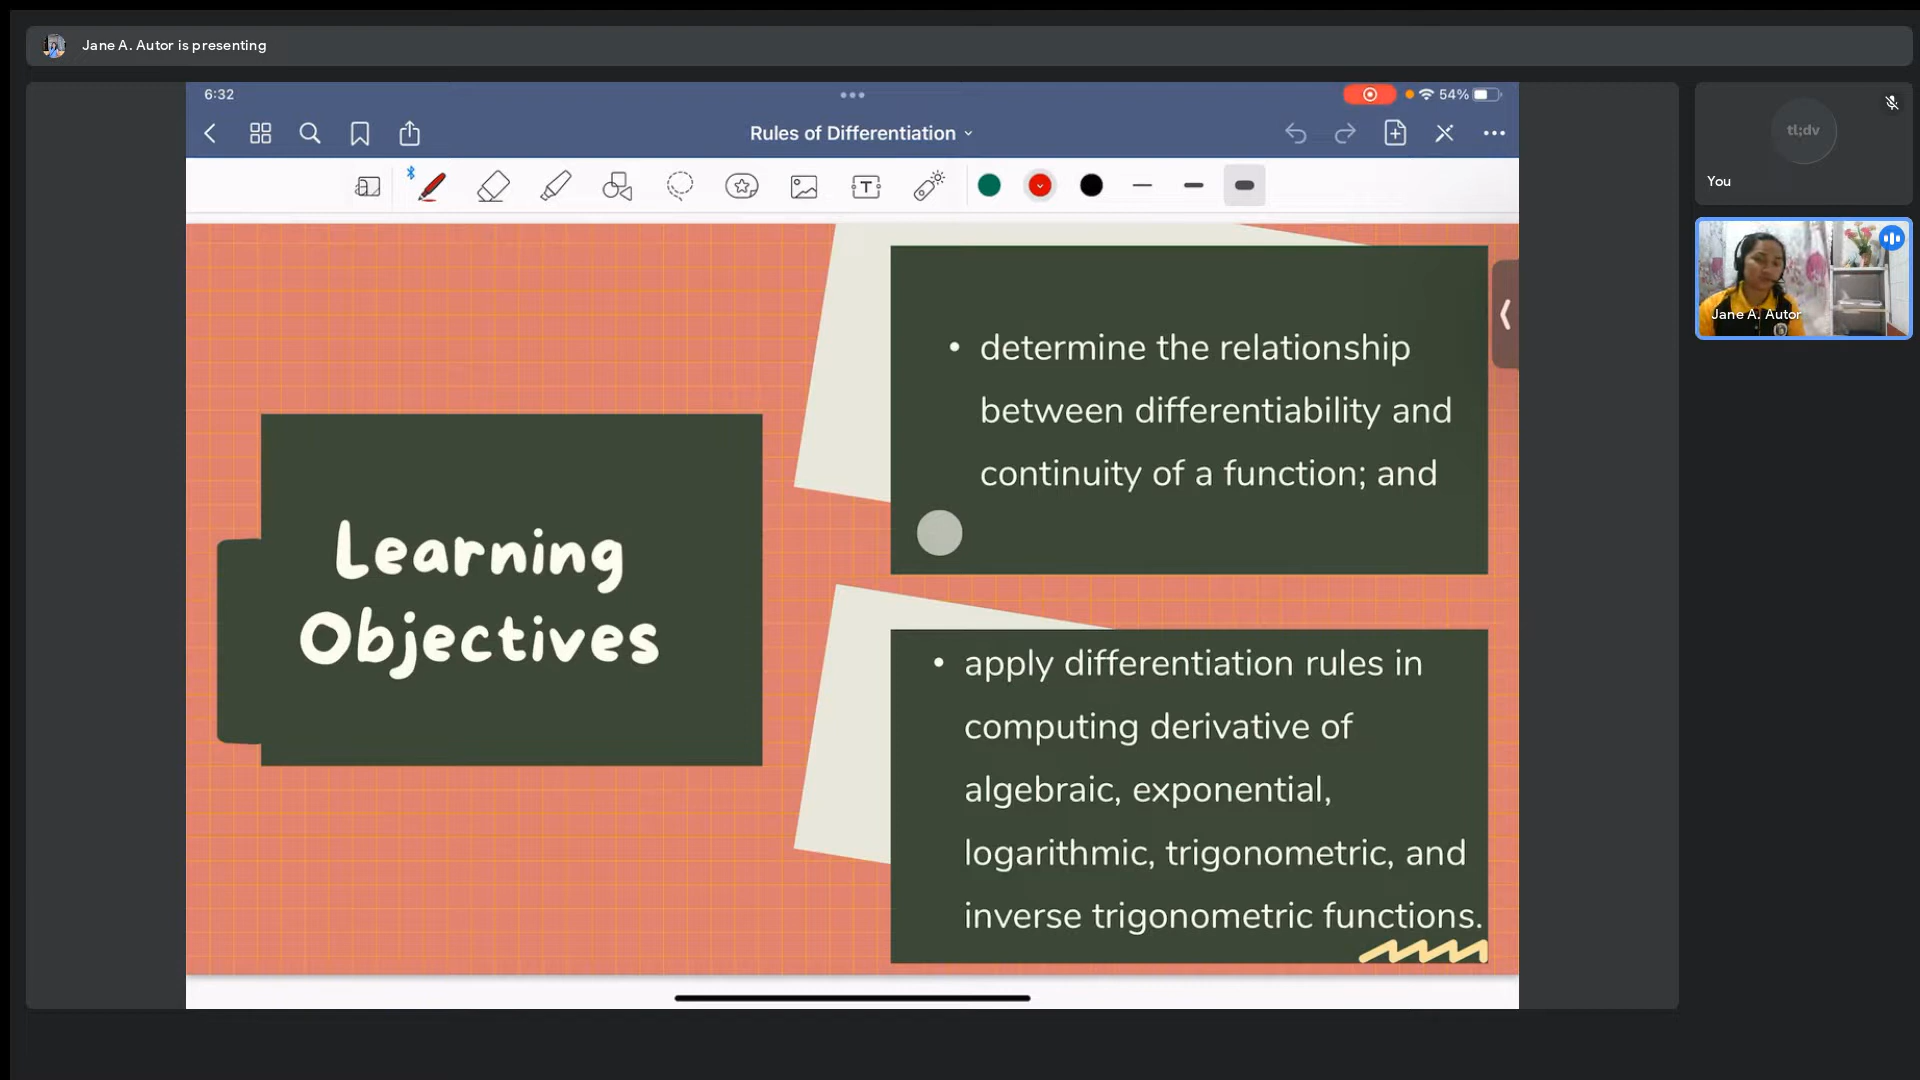 Jane A. Autor is presenting
6:32
54%
Rules of Differentiation
T
tl;dv
You
Jane A. Autor
Learning
Objectives
• determine the relationship
between differentiability and
continuity of a function; and
• apply differentiation rules in
computing derivative of
algebraic, exponential,
logarithmic, trigonometric, and
inverse trigonometric functions.